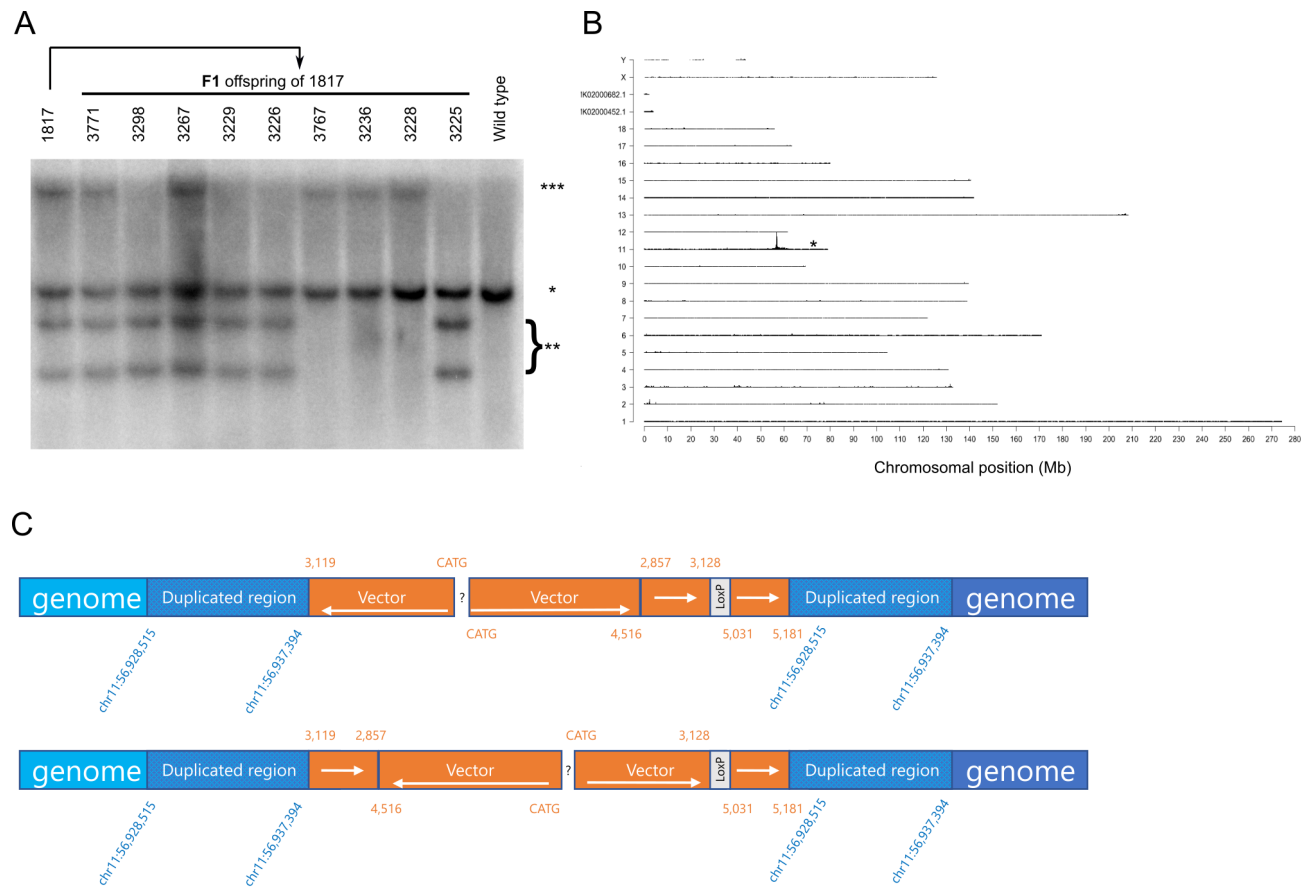 A
F1 offspring of 1817
1817
3771
3298
3267
3229
3226
3767
3236
3228
3225
Wild type
***
*
**
B
Y
X
1K02000682.1
1K02000452.1
18
17
16
15
14
13
12
11
*
10
9
8
7
6
5
4
3
2
1
0 10 20 30 40 50 60 70 80 90 100 110 120 130 140 150 160 170 180 190 200 210 220 230 240 250 260 270 280
Chromosomal position (Mb)
C
3,119 CATG 2,857 3,128
genome Duplicated region Vector ? Vector LoxP Duplicated region genome
CATG 4,516 5,031 5,181
chr11:56,928,515 chr11:56,937,394 chr11:56,928,515 chr11:56,937,394
3,119 2,857 CATG 3,128
genome Duplicated region Vector ? Vector LoxP Duplicated region genome
4,516 CATG 5,031 5,181
chr11:56,928,515 chr11:56,937,394 chr11:56,928,515 chr11:56,937,394